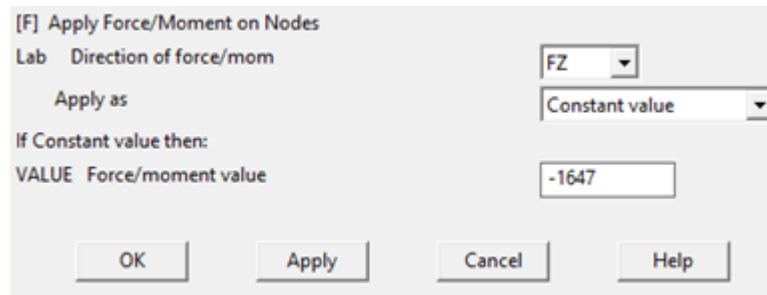 [F] Apply Force/Moment on Nodes
Lab Direction of force/mom FZ
Apply as Constant value
If Constant value then:
VALUE Force/moment value -1647
OK Apply Cancel Help